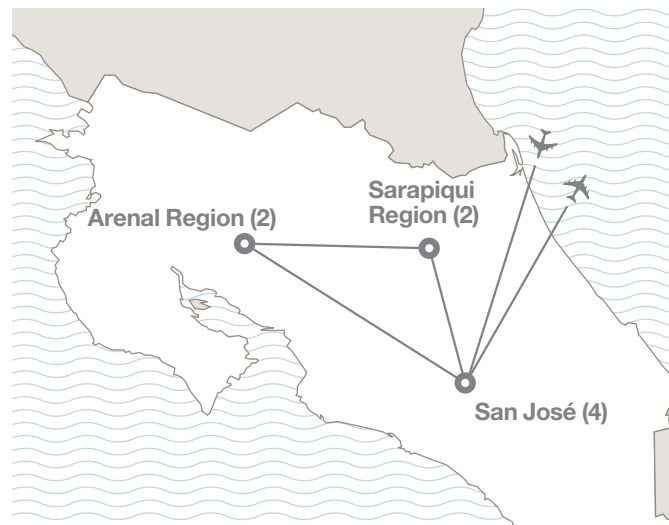 Sarapiqui
Region (2)
Arenal Region (2)
San José (4)